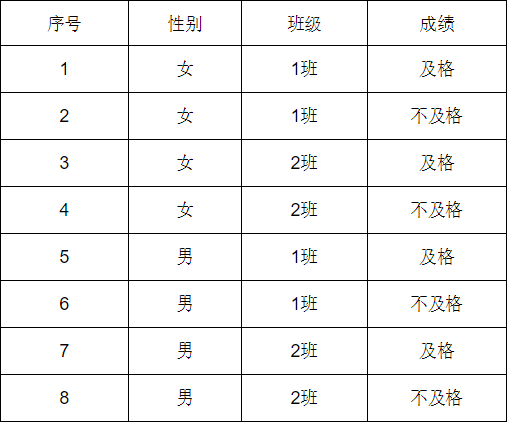 序号 性别 班级 成绩
1 女 1班 及格
2 女 1班 不及格
3 女 2班 及格
4 女 2班 不及格
5 男 1班 及格
6 男 1班 不及格
7 男 2班 及格
8 男 2班 不及格